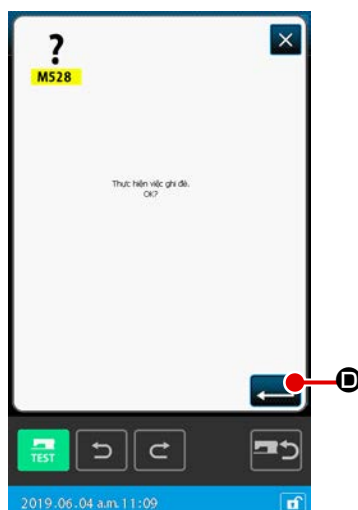 ?
M528
Thực hiện việc ghi đè.
OK?
D
TEST
2019.06.04 a.m.11:09